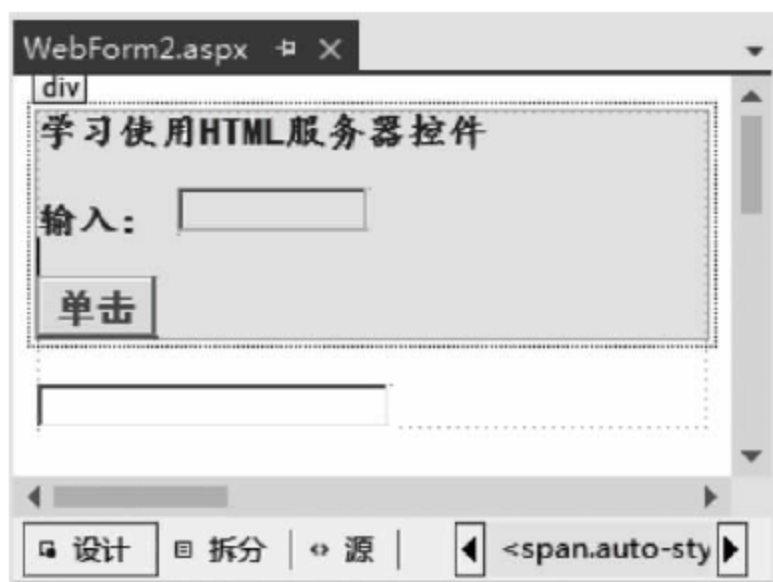 WebForm2.aspx
div
学习使用HTML服务器控件
输入：
单击
设计 拆分 源 <span.auto-sty